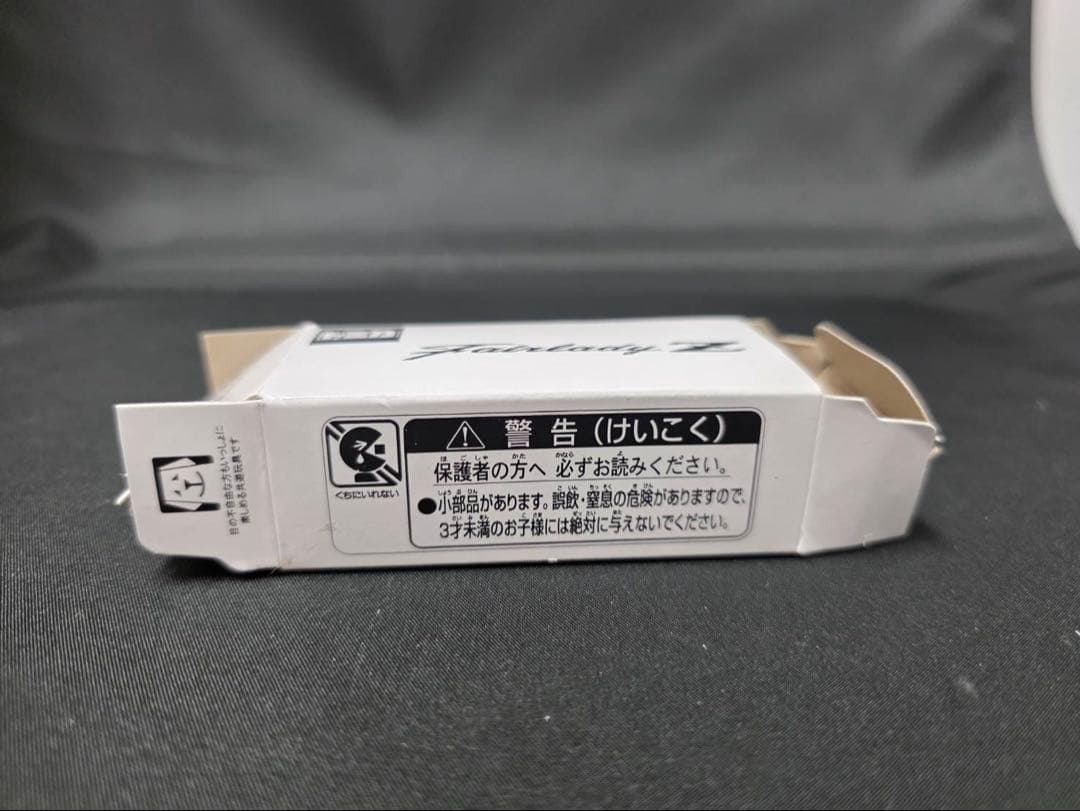 Fairlady Z
警告(けいこく)
保護者の方へ 必ずお読みください。
●小部品があります。誤飲・窒息の危険がありますので、
3才未満のお子様には絶対に与えないでください。
くちにいれない
目の不自由な方もいっしょに
楽しめる共遊玩具です